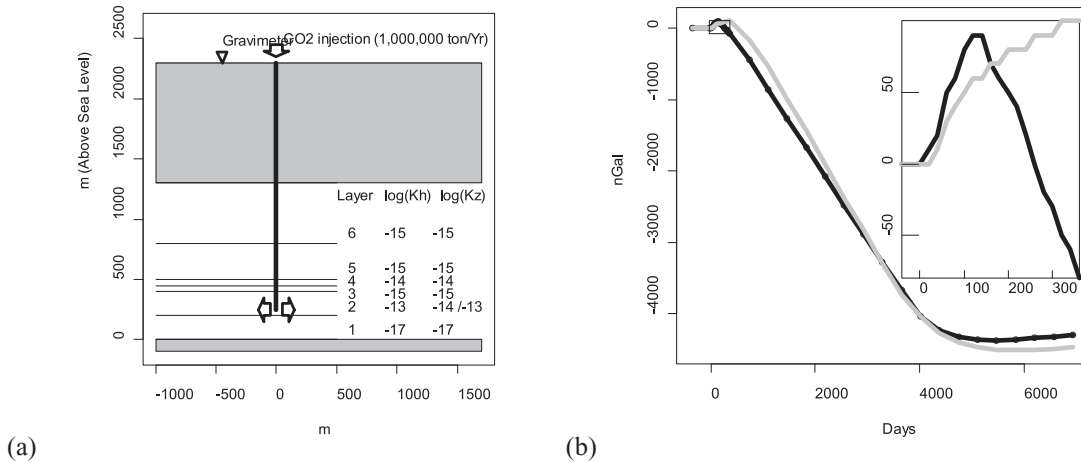 Gravimeter
CO2 injection (1,000,000 ton/Yr)
m (Above Sea Level)
2500
2000
1500
1000
500
0
Layer log(Kh) log(Kz)
6 -15 -15
5 -15 -15
4 -14 -14
3 -15 -15
2 -13 -14 /-13
1 -17 -17
-1000 -500 0 500 1000 1500
m
(a)
nGal
0
-1000
-2000
-3000
-4000
0 2000 4000 6000
Days
50
0
-50
0 100 200 300
(b)